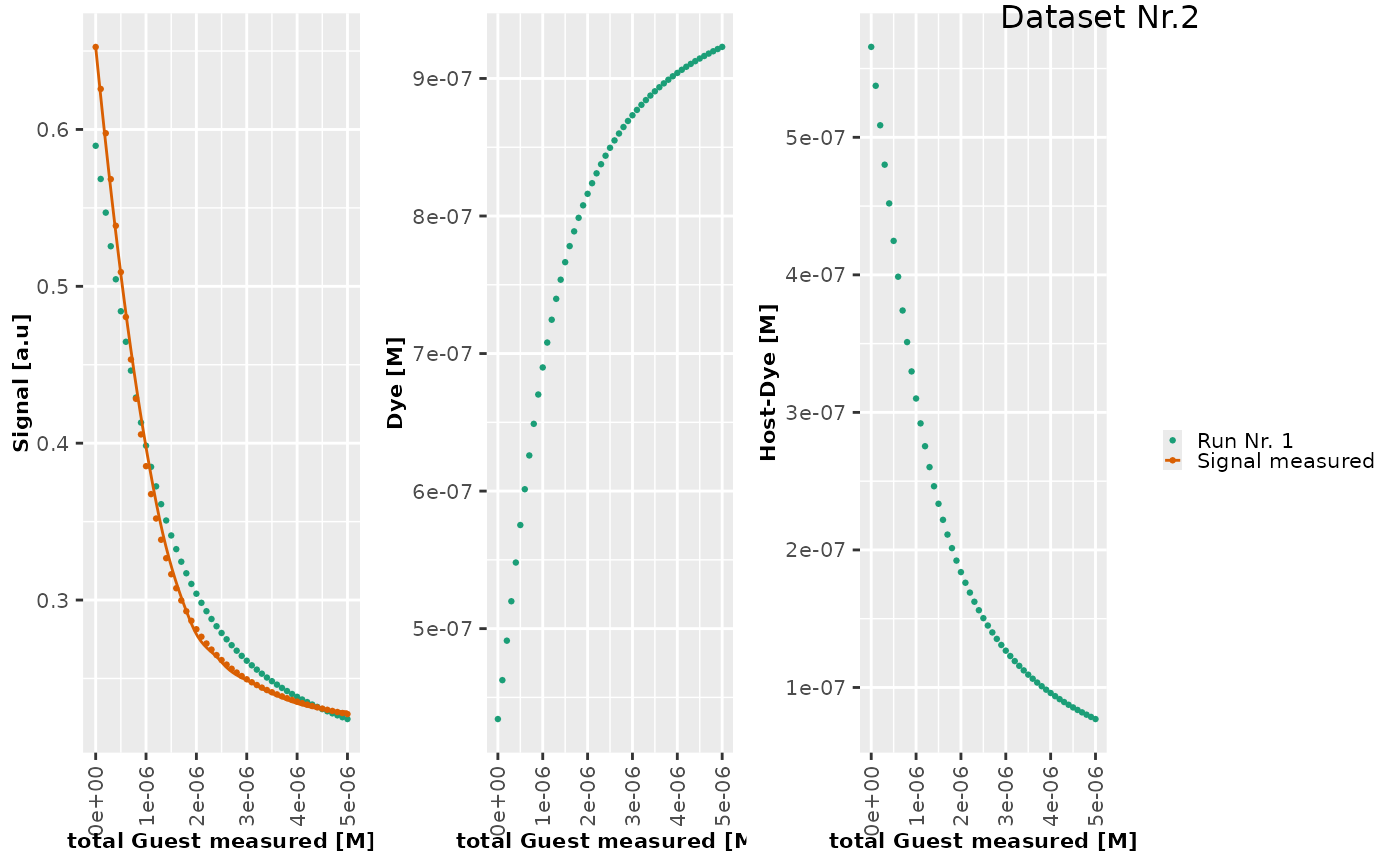 Dataset Nr.2
Signal [a.u]
0.6
0.5
0.4
0.3
0e+00
1e-06
2e-06
3e-06
4e-06
5e-06
total Guest measured [M]
Dye [M]
9e-07
8e-07
7e-07
6e-07
5e-07
0e+00
1e-06
2e-06
3e-06
4e-06
5e-06
total Guest measured [M
Host-Dye [M]
5e-07
4e-07
3e-07
2e-07
1e-07
0e+00
1e-06
2e-06
3e-06
4e-06
5e-06
total Guest measured [M]
Run Nr. 1
Signal measured